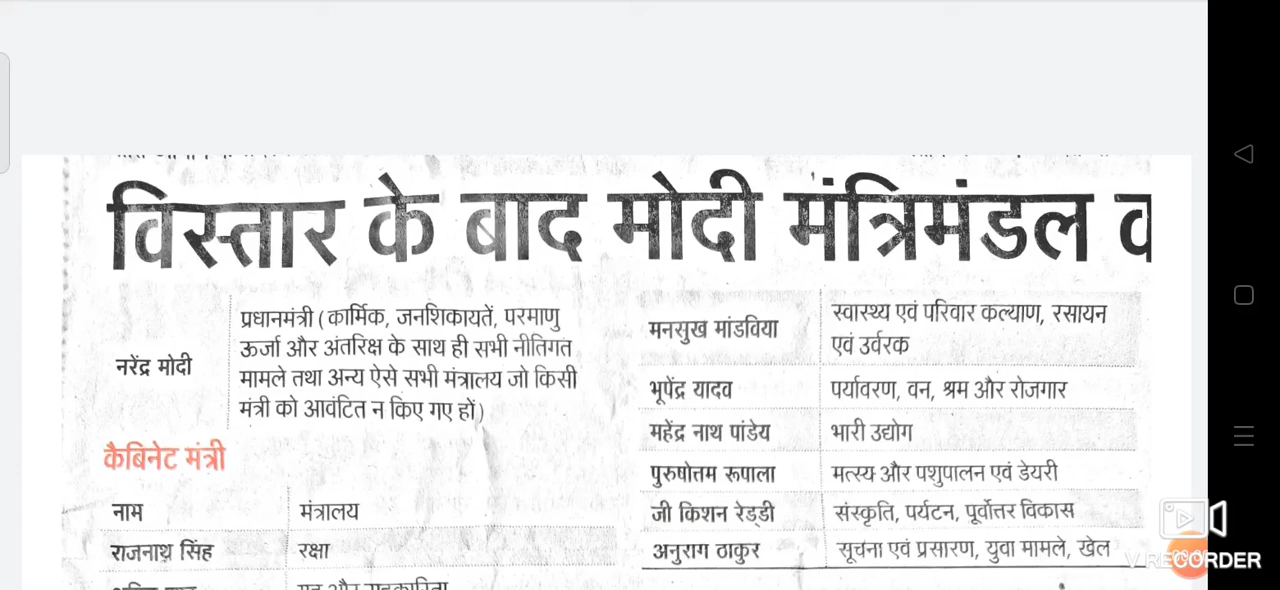 विस्तार के बाद मोदी मंत्रिमंडल
नरेंद्र मोदी
प्रधानमंत्री (कार्मिक, जनशिकायतें, परमाणु
ऊर्जा और अंतरिक्ष के साथ ही सभी नीतिगत
मामले तथा अन्य ऐसे सभी मंत्रालय जो किसी
मंत्री को आवंटित न किए गए हों)
कैबिनेट मंत्री
नाम मंत्रालय
राजनाथ सिंह रक्षा
मनसुख मांडविया
स्वास्थ्य एवं परिवार कल्याण, रसायन
एवं उर्वरक
भूपेंद्र यादव पर्यावरण, वन, श्रम और रोजगार
महेंद्र नाथ पांडेय भारी उद्योग
पुरुषोतम रूपाला मत्स्य और पशुपालन एवं डेयरी
जी किशन रेड्डी संस्कृति, पर्यटन, पूर्वोत्तर विकास
अनुराग ठाकुर सूचना एवं प्रसारण, युवा मामले, खेल
V RECORDER